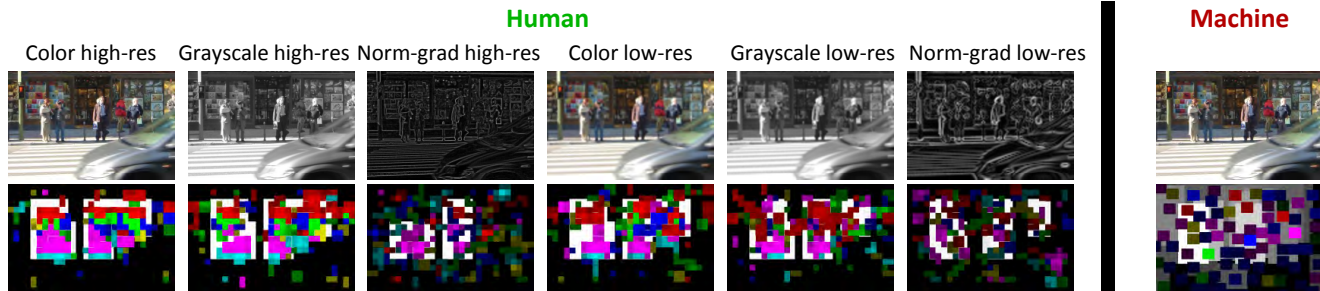 Human
Machine
Color high-res
Grayscale high-res
Norm-grad high-res
Color low-res
Grayscale low-res
Norm-grad low-res